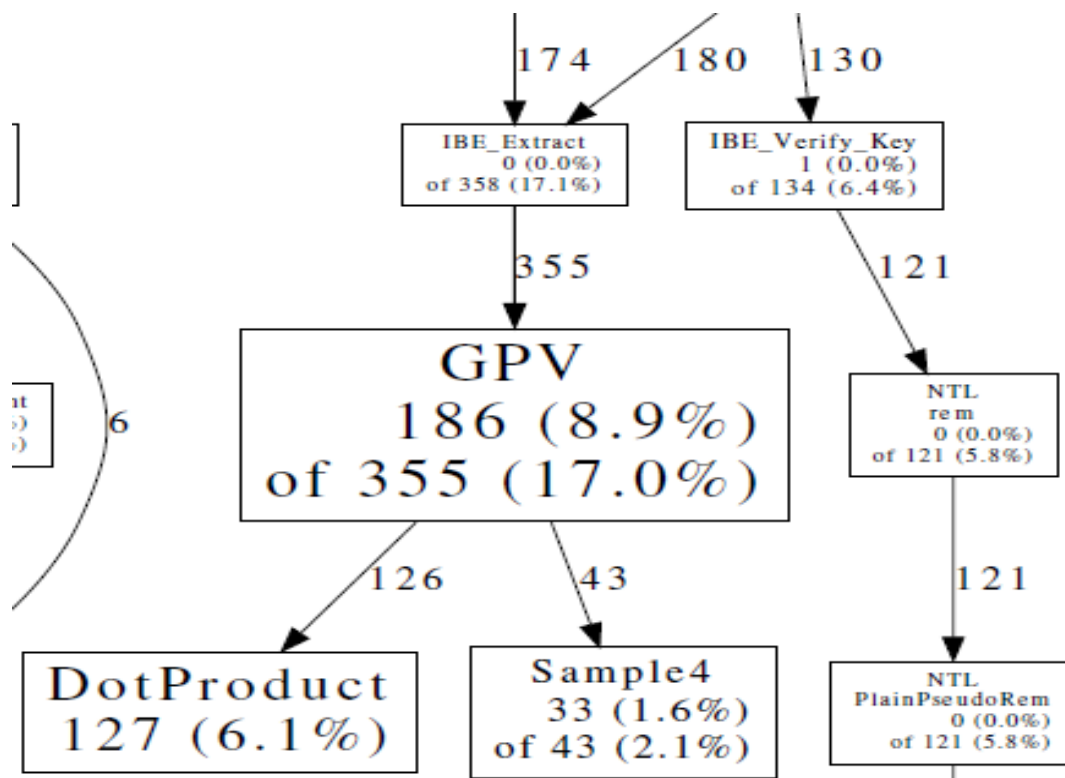 174
180
130
IBE_Extract
0 (0.0%)
of 358 (17.1%)
IBE_Verify_Key
1 (0.0%)
of 134 (6.4%)
355
121
6
GPV
186 (8.9%)
of 355 (17.0%)
nt
%)
%)
NTL
rem
0 (0.0%)
of 121 (5.8%)
126
43
121
DotProduct
127 (6.1%)
Sample4
33 (1.6%)
of 43 (2.1%)
NTL
PlainPseudoRem
0 (0.0%)
of 121 (5.8%)